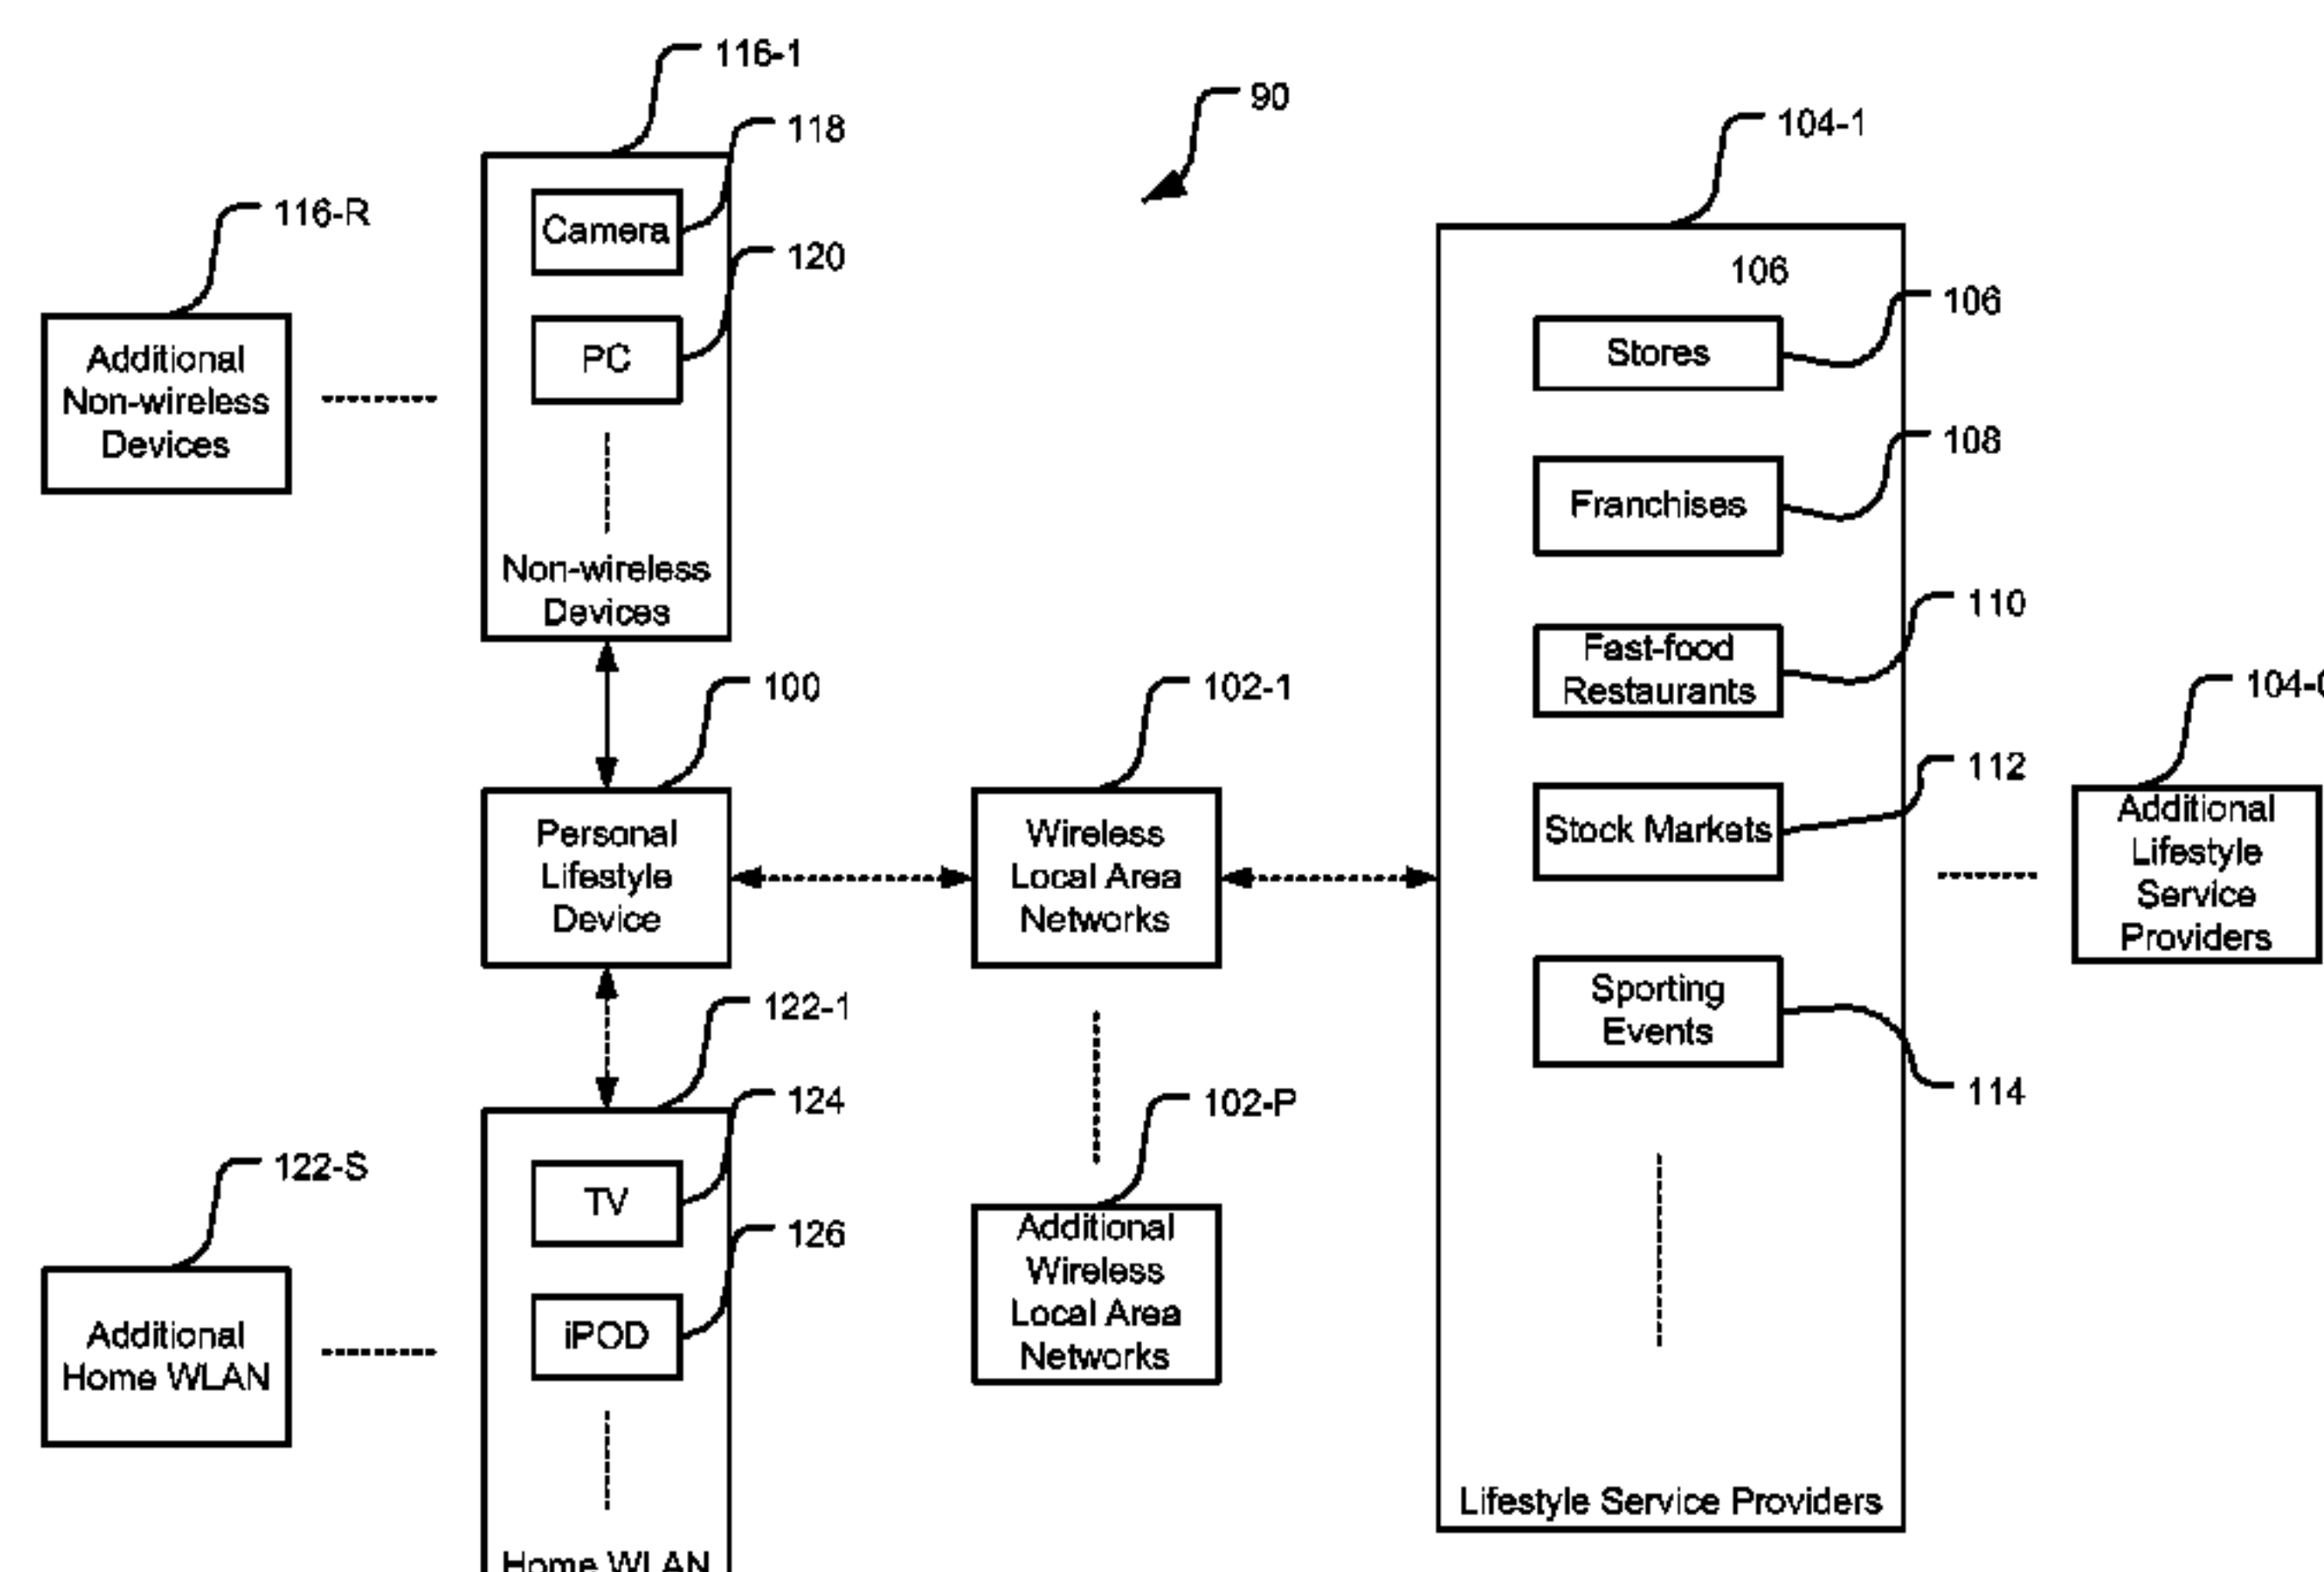 116-1
90
118
104-1
116-R
Camera
120
106
106
Additional
Non-wireless
Devices
PC
Stores
108
Franchises
Non-wireless
Devices
110
Fast-food
Restaurants
100
102-1
112
Personal
Lifestyle
Device
Wireless
Local Area
Networks
Stock Markets
Additional
Lifestyle
Service
Providers
122-1
Sporting
Events
114
124
102-P
122-S
TV
126
Additional
Wireless
Local Area
Networks
Additional
Home WLAN
iPOD
Lifestyle Service Providers
Home WLAN